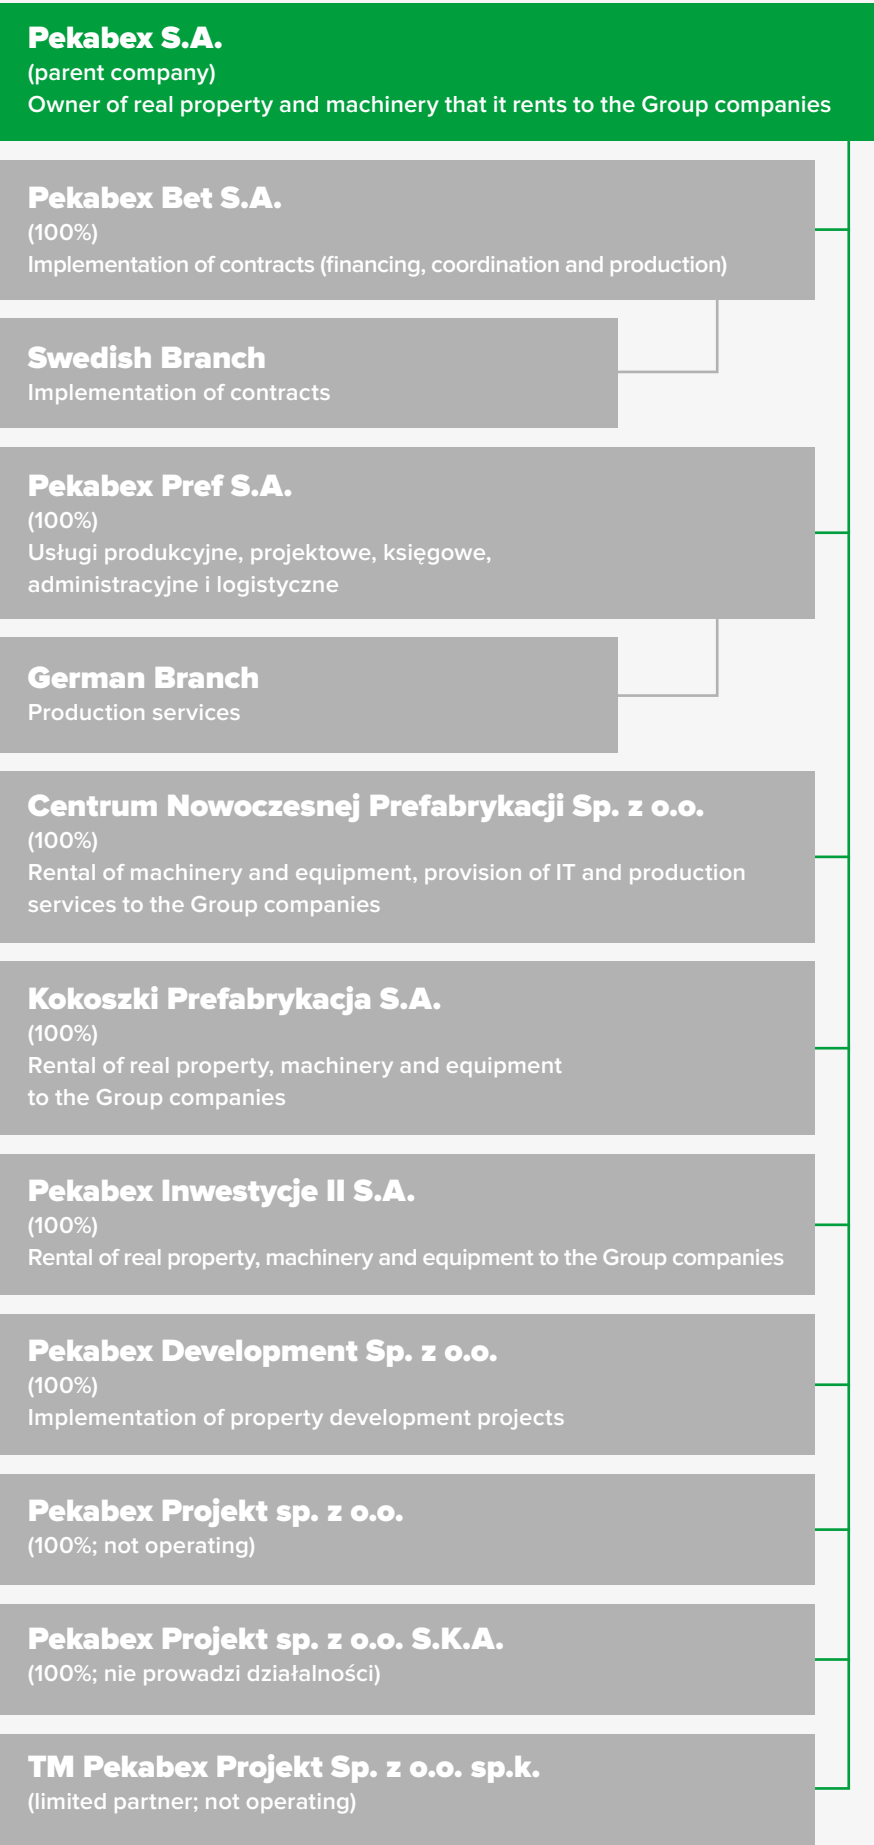 Pekabex S.A.
(parent company)
Owner of real property and machinery that it rents to the Group companies
Pekabex Bet S.A.
(100%)
Implementation of contracts (financing, coordination and production)
Swedish Branch
Implementation of contracts
Pekabex Pref S.A.
(100%)
Usługi produkcyjne, projektowe, księgowe,
administracyjne i logistyczne
German Branch
Production services
Centrum Nowoczesnej Prefabrykacji Sp. z o.o.
(100%)
Rental of machinery and equipment, provision of IT and production
services to the Group companies
Kokoszki Prefabrykacja S.A.
(100%)
Rental of real property, machinery and equipment
to the Group companies
Pekabex Inwestycje II S.A.
(100%)
Rental of real property, machinery and equipment to the Group companies
Pekabex Development Sp. z o.o.
(100%)
Implementation of property development projects
Pekabex Projekt sp. z o.o.
(100%; not operating)
Pekabex Projekt sp. z o.o. S.K.A.
(100%; nie prowadzi działalności)
TM Pekabex Projekt Sp. z o.o. sp.k.
(limited partner; not operating)